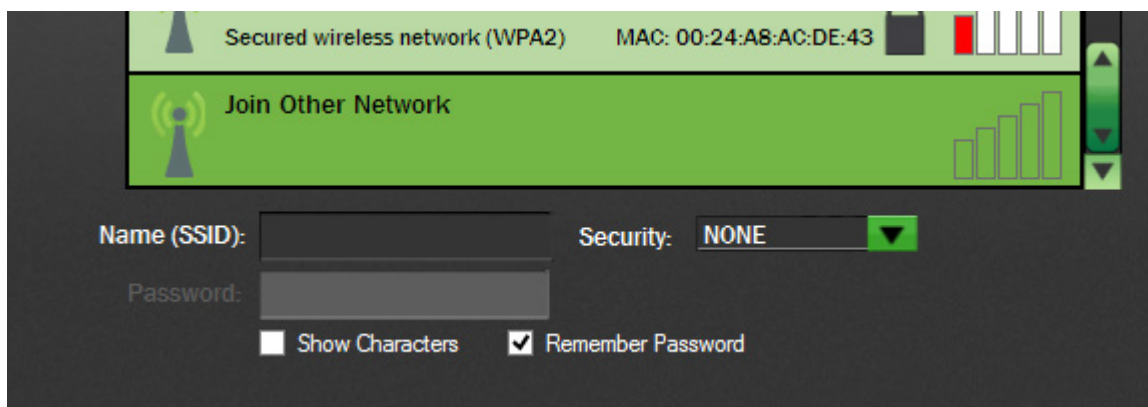 Secured wireless network (WPA2) MAC: 00:24:A8:AC:DE:43
Join Other Network
Name (SSID): Security: NONE
Password:
Show Characters Remember Password